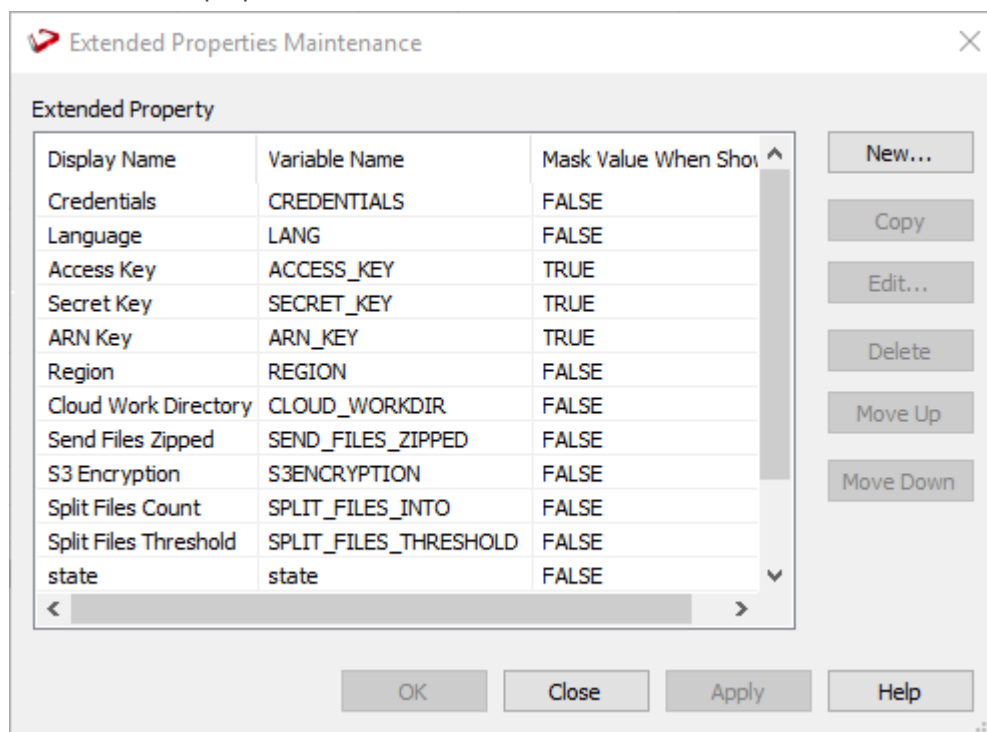 Extended Properties Maintenance
Extended Property
Display Name Variable Name Mask Value When Show
Credentials CREDENTIALS FALSE
Language LANG FALSE
Access Key ACCESS_KEY TRUE
Secret Key SECRET_KEY TRUE
ARN Key ARN_KEY TRUE
Region REGION FALSE
Cloud Work Directory CLOUD_WORKDIR FALSE
Send Files Zipped SEND_FILES_ZIPPED FALSE
S3 Encryption S3ENCRYPTION FALSE
Split Files Count SPLIT_FILES_INTO FALSE
Split Files Threshold SPLIT_FILES_THRESHOLD FALSE
state state FALSE
New...
Copy
Edit...
Delete
Move Up
Move Down
OK Close Apply Help